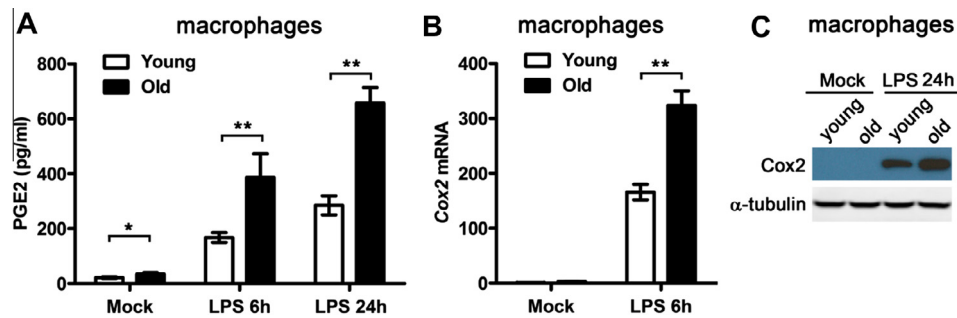 A
macrophages
Young
Old
PGE2 (pg/ml)
800
600
400
200
0
*
**
**
Mock
LPS 6h
LPS 24h
B
macrophages
Young
Old
Cox2 mRNA
400
300
200
100
0
**
Mock
LPS 6h
C
macrophages
Mock
LPS 24h
young
old
young
old
Cox2
α-tubulin